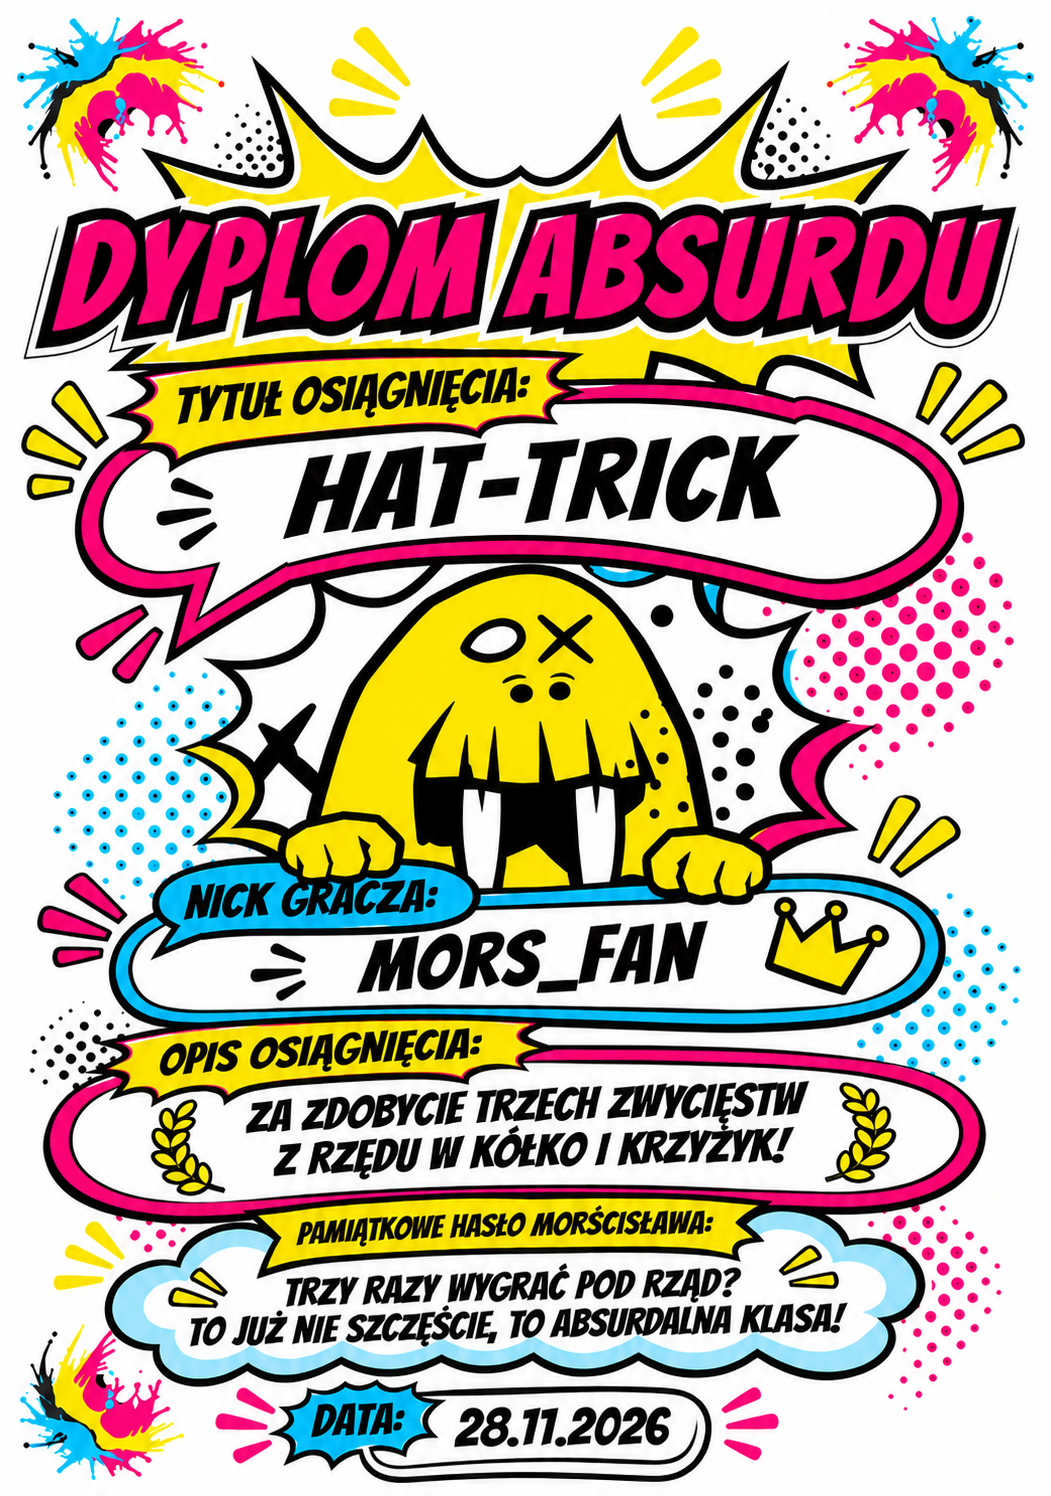 DYPLOM ABSURDU
TYTUŁ OSIĄGNIĘCIA:
HAT-TRICK
NICK GRACZA:
MORS_FAN
OPIS OSIĄGNIĘCIA:
ZA ZDOBYCIE TRZECH ZWYCIĘSTW
Z RZĘDU W KÓŁKO I KRZYŻYK!
PAMIĄTKOWE HASŁO MORŚCISŁAWA:
TRZY RAZY WYGRAĆ POD RZĄD?
TO JUŻ NIE SZCZĘŚCIE, TO ABSURDALNA KLASA!
DATA:
28.11.2026